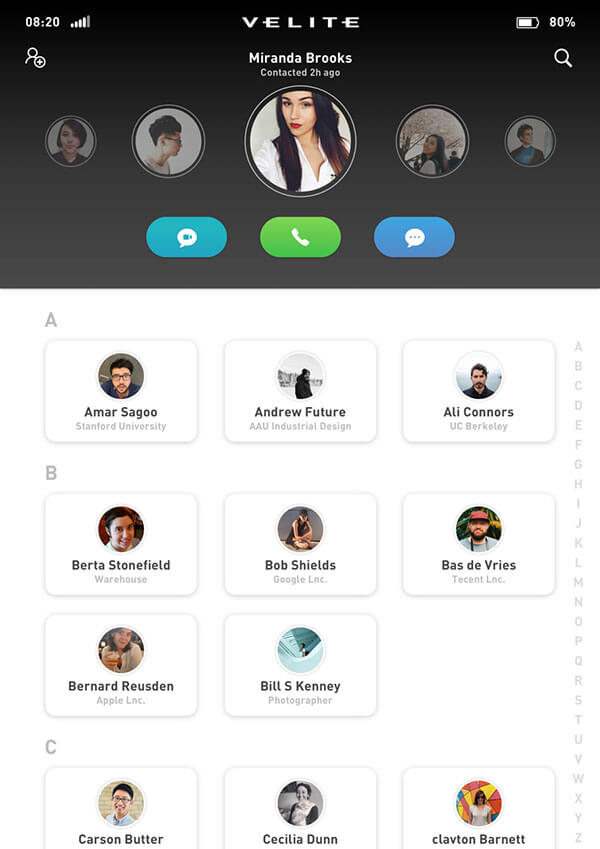 08:20
VELITE
80%
Miranda Brooks
Contacted 2h ago
A
Amar Sagoo
Stanford University
Andrew Future
AAU Industrial Design
Ali Connors
UC Berkeley
B
Berta Stonefield
Warehouse
Bob Shields
Google Lnc.
Bas de Vries
Tecent Lnc.
Bernard Reusden
Apple Lnc.
Bill S Kenney
Photographer
C
Carson Butter
Cecilia Dunn
clayton Barnett
A
B
C
D
E
F
G
H
I
J
K
L
M
N
O
P
Q
R
S
T
U
V
W
X
Y
Z